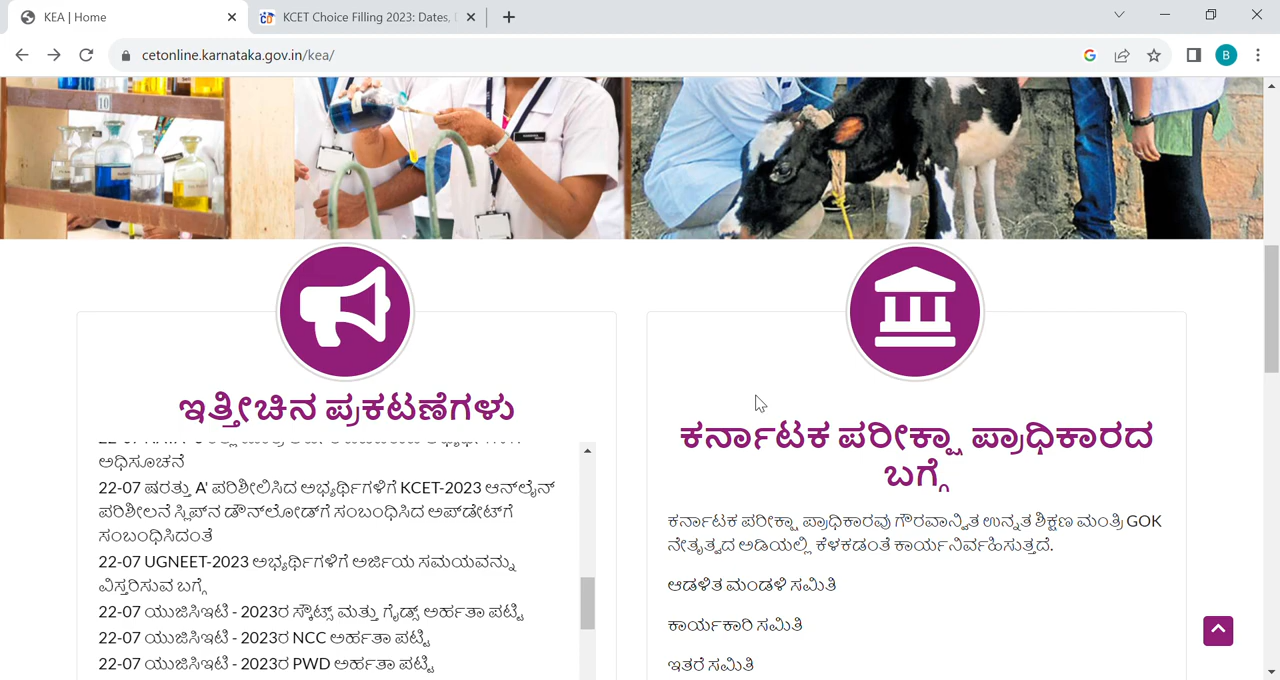 KEA | Home
KCET Choice Filling 2023: Dates,
cetonline.karnataka.gov.in/kea/
B
10
ಇತ್ತೀಚಿನ ಪ್ರಕಟಣೆಗಳು
ಅಧಿಸೂಚನೆ
22-07 ಷರತ್ತು A' ಪರಿಶೀಲಿಸಿದ ಅಭ್ಯರ್ಥಿಗಳಿಗೆ KCET-2023 ಆನ್‌ಲೈನ್
ಪರಿಶೀಲನೆ ಸ್ಲಿಪ್‌ನ ಡೌನ್‌ಲೋಡ್‌ಗೆ ಸಂಬಂಧಿಸಿದ ಅಪ್‌ಡೇಟ್‌ಗೆ
ಸಂಬಂಧಿಸಿದಂತೆ
22-07 UGNEET-2023 ಅಭ್ಯರ್ಥಿಗಳಿಗೆ ಅರ್ಜಿಯ ಸಮಯವನ್ನು
ವಿಸ್ತರಿಸುವ ಬಗ್ಗೆ
22-07 ಯುಜಿಸಿಇಟಿ - 2023ರ ಸ್ಕೌಟ್ಸ್ ಮತ್ತು ಗೈಡ್ಸ್ ಅರ್ಹತಾ ಪಟ್ಟಿ
22-07 ಯುಜಿಸಿಇಟಿ - 2023ರ NCC ಅರ್ಹತಾ ಪಟ್ಟಿ
22-07 ಯುಜಿಸಿಇಟಿ - 2023ರ PWD ಅರ್ಹತಾ ಪಟ್ಟಿ
ಕರ್ನಾಟಕ ಪರೀಕ್ಷಾ ಪ್ರಾಧಿಕಾರದ
ಬಗ್ಗೆ
ಕರ್ನಾಟಕ ಪರೀಕ್ಷಾ ಪ್ರಾಧಿಕಾರವು ಗೌರವಾನ್ವಿತ ಉನ್ನತ ಶಿಕ್ಷಣ ಮಂತ್ರಿ GOK
ನೇತೃತ್ವದ ಅಡಿಯಲ್ಲಿ ಕೆಳಕಡಂತೆ ಕಾರ್ಯನಿರ್ವಹಿಸುತ್ತದೆ.
ಆಡಳಿತ ಮಂಡಳಿ ಸಮಿತಿ
ಕಾರ್ಯಕಾರಿ ಸಮಿತಿ
ಇತರೆ ಸಮಿತಿ